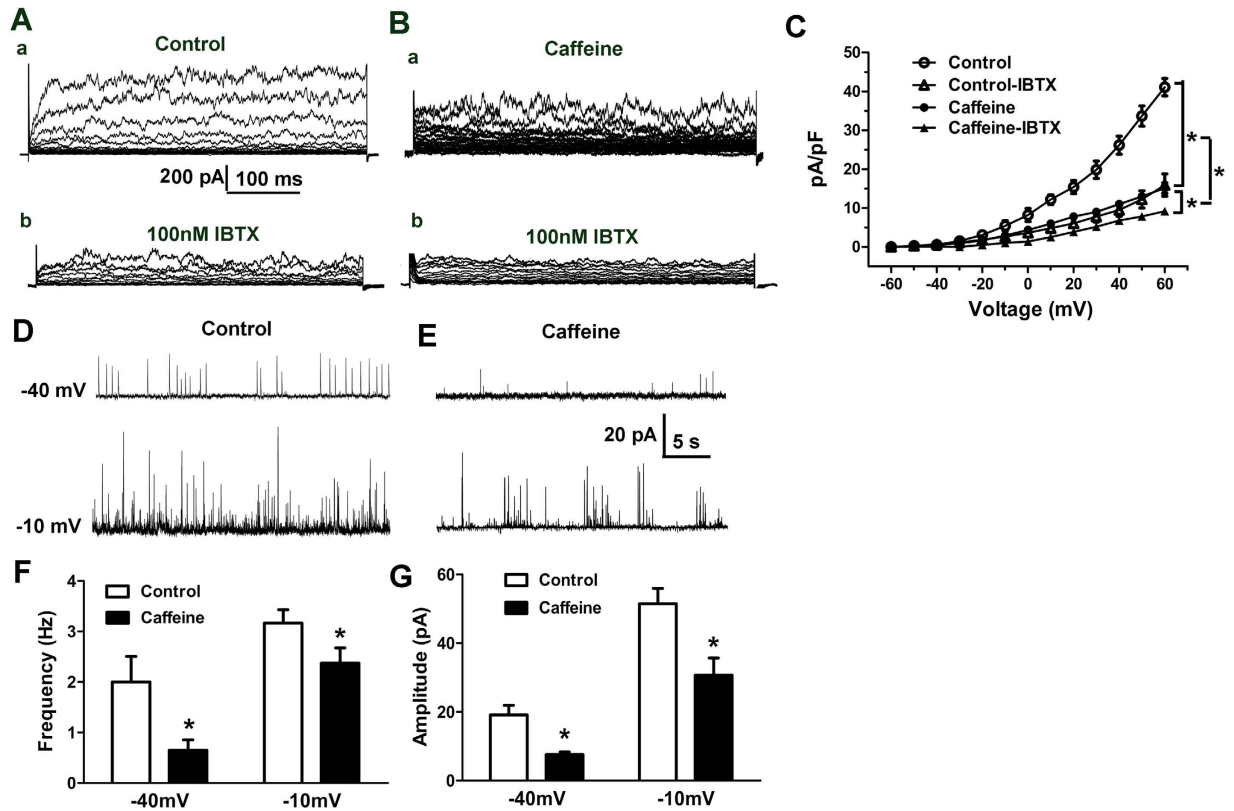 A
a
Control
200 pA
100 ms
b
100nM IBTX
B
a
Caffeine
b
100nM IBTX
C
50
40
30
20
10
0
pA/pF
Control
Control-IBTX
Caffeine
Caffeine-IBTX
*
*
*
-60 -40 -20 0 20 40 60
Voltage (mV)
D
Control
-40 mV
-10 mV
E
Caffeine
20 pA
5 s
F
4
3
2
1
0
Frequency (Hz)
Control
Caffeine
*
*
-40mV -10mV
G
60
40
20
0
Amplitude (pA)
Control
Caffeine
*
*
-40mV -10mV